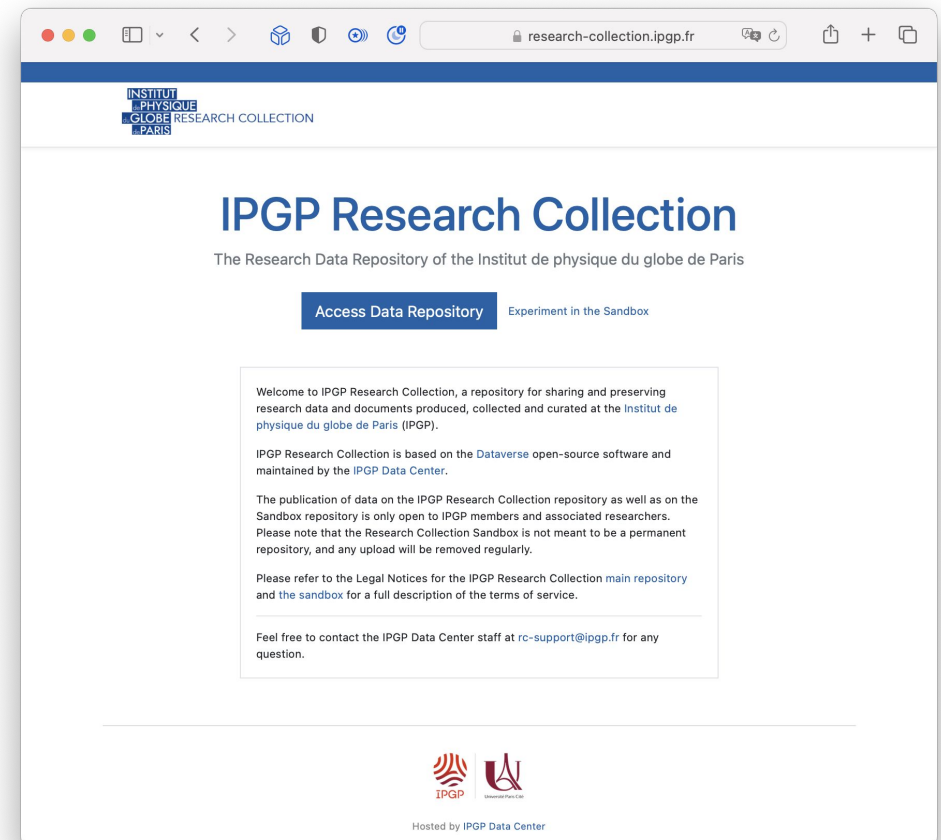 research-collection.ipgp.fr
INSTITUT
de PHYSIQUE
du GLOBE RESEARCH COLLECTION
de PARIS
IPGP Research Collection
The Research Data Repository of the Institut de physique du globe de Paris
Access Data Repository Experiment in the Sandbox
Welcome to IPGP Research Collection, a repository for sharing and preserving
research data and documents produced, collected and curated at the Institut de
physique du globe de Paris (IPGP).
IPGP Research Collection is based on the Dataverse open-source software and
maintained by the IPGP Data Center.
The publication of data on the IPGP Research Collection repository as well as on the
Sandbox repository is only open to IPGP members and associated researchers.
Please note that the Research Collection Sandbox is not meant to be a permanent
repository, and any upload will be removed regularly.
Please refer to the Legal Notices for the IPGP Research Collection main repository
and the sandbox for a full description of the terms of service.
Feel free to contact the IPGP Data Center staff at rc-support@ipgp.fr for any
question.
IPGP
Université Paris Cité
Hosted by IPGP Data Center